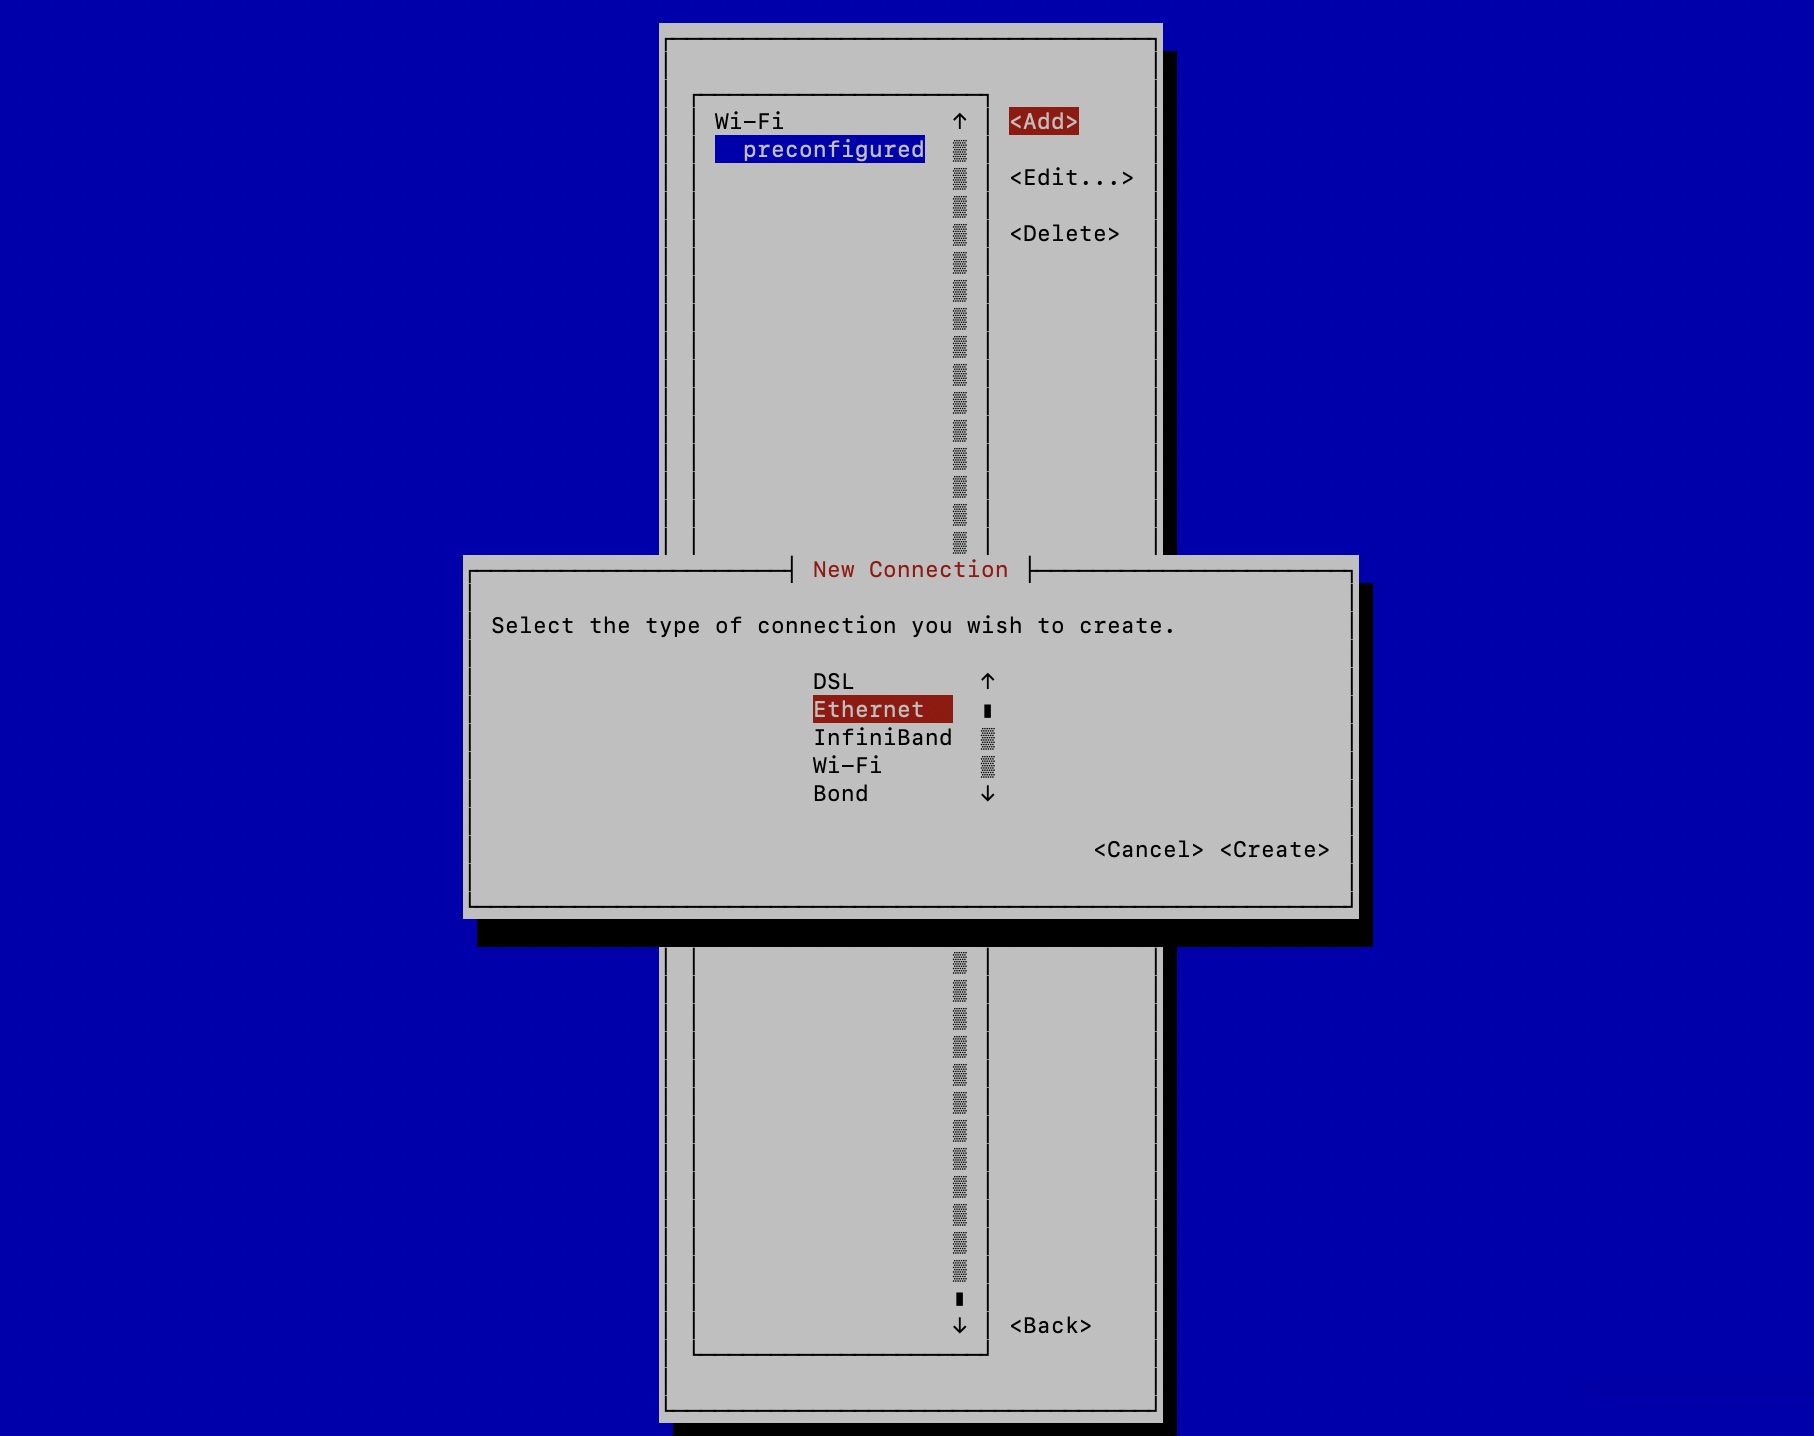 Wi-Fi
<Add>
preconfigured
<Edit...>
<Delete>
New Connection
Select the type of connection you wish to create.
DSL
Ethernet
InfiniBand
Wi-Fi
Bond
<Cancel> <Create>
<Back>